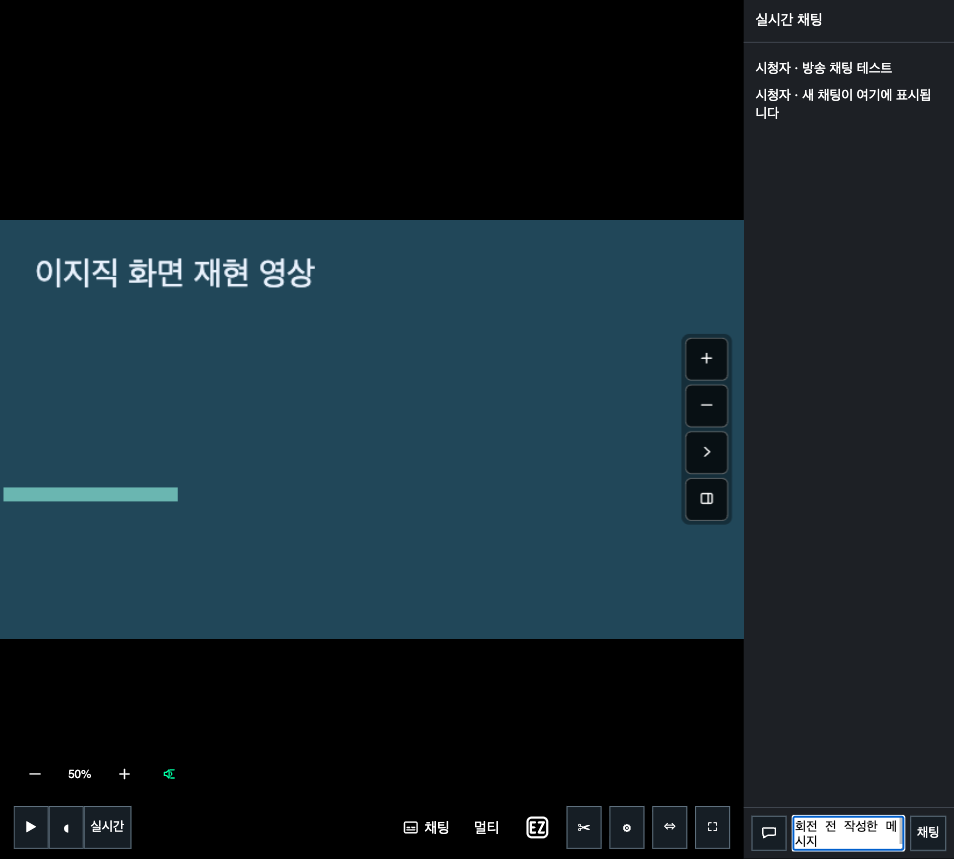 실시간 채팅
시청자 · 방송 채팅 테스트
시청자 · 새 채팅이 여기에 표시됩
니다
이지직 화면 재현 영상
50%
실시간
채팅
멀티
EZ
회전 전 작성한 메
시지
채팅